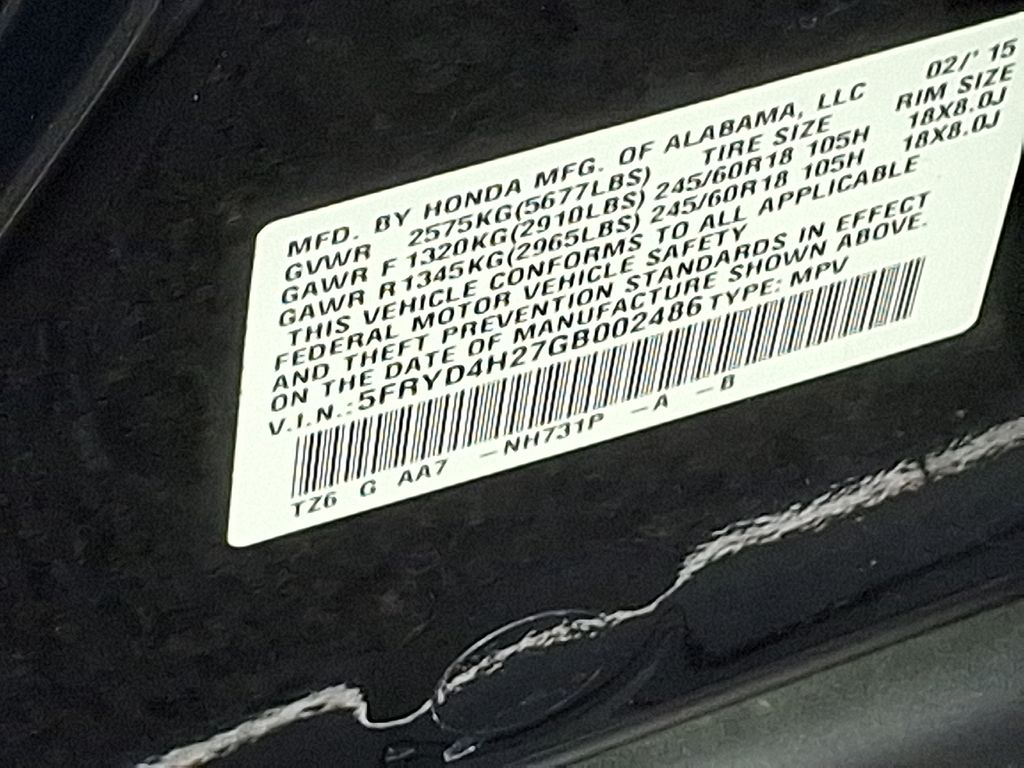 MFD. BY HONDA MFG. OF ALABAMA, LLC 02/' 15
GVWR 2575KG(5677LBS) TIRE SIZE RIM SIZE
GAWR F 1320KG(2910LBS) 245/60R18 105H 18X8.0J
GAWR R 1345KG(2965LBS) 245/60R18 105H 18X8.0J
THIS VEHICLE CONFORMS TO ALL APPLICABLE
FEDERAL MOTOR VEHICLE SAFETY
AND THEFT PREVENTION STANDARDS IN EFFECT
ON THE DATE OF MANUFACTURE SHOWN ABOVE.
V.I.N.: 5FRYD4H27GB002486 TYPE: MPV
TZ6 G AA7 －NH731P －A －B